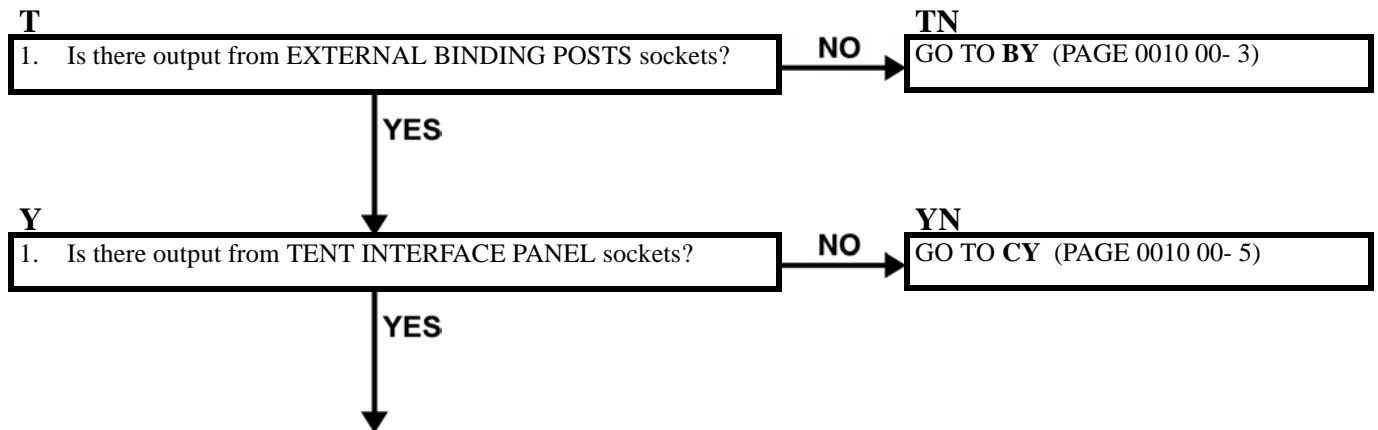 T
1. Is there output from EXTERNAL BINDING POSTS sockets?
NO
TN
GO TO BY (PAGE 0010 00- 3)
YES
Y
1. Is there output from TENT INTERFACE PANEL sockets?
NO
YN
GO TO CY (PAGE 0010 00- 5)
YES